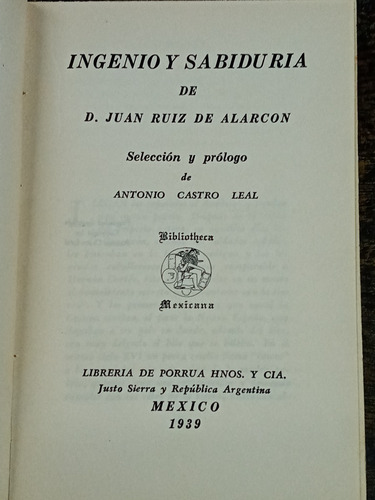 INGENIO Y SABIDURIA
DE
D. JUAN RUIZ DE ALARCON
Selección y prólogo
de
ANTONIO CASTRO LEAL
Bibliotheca
Mexicana
LIBRERIA DE PORRUA HNOS. Y CIA.
Justo Sierra y República Argentina
MEXICO
1939